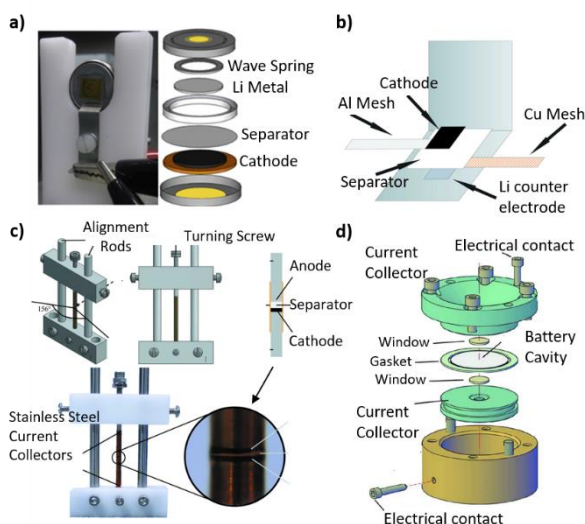 a)
Wave Spring
Li Metal
Separator
Cathode
b)
Cathode
Al Mesh
Cu Mesh
Separator
Li counter
electrode
c)
Alignment
Rods
Turning Screw
156°
Anode
Separator
Cathode
Stainless Steel
Current
Collectors
d)
Electrical contact
Current
Collector
Window
Battery
Cavity
Gasket
Window
Current
Collector
Electrical contact